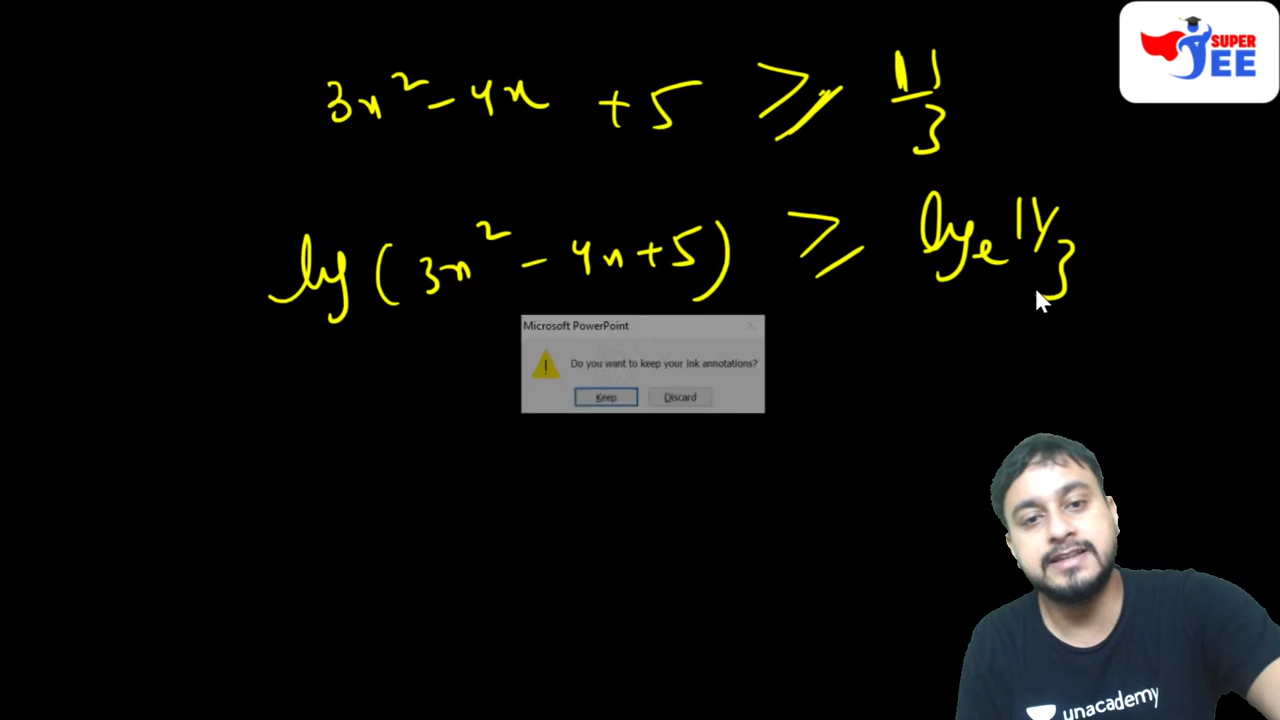 SUPER
JEE
3x² - 4x + 5 ≥ 11/3
log(3x² - 4x + 5) ≥ logₑ 11/3
Microsoft PowerPoint
Do you want to keep your ink annotations?
Keep Discard
unacademy